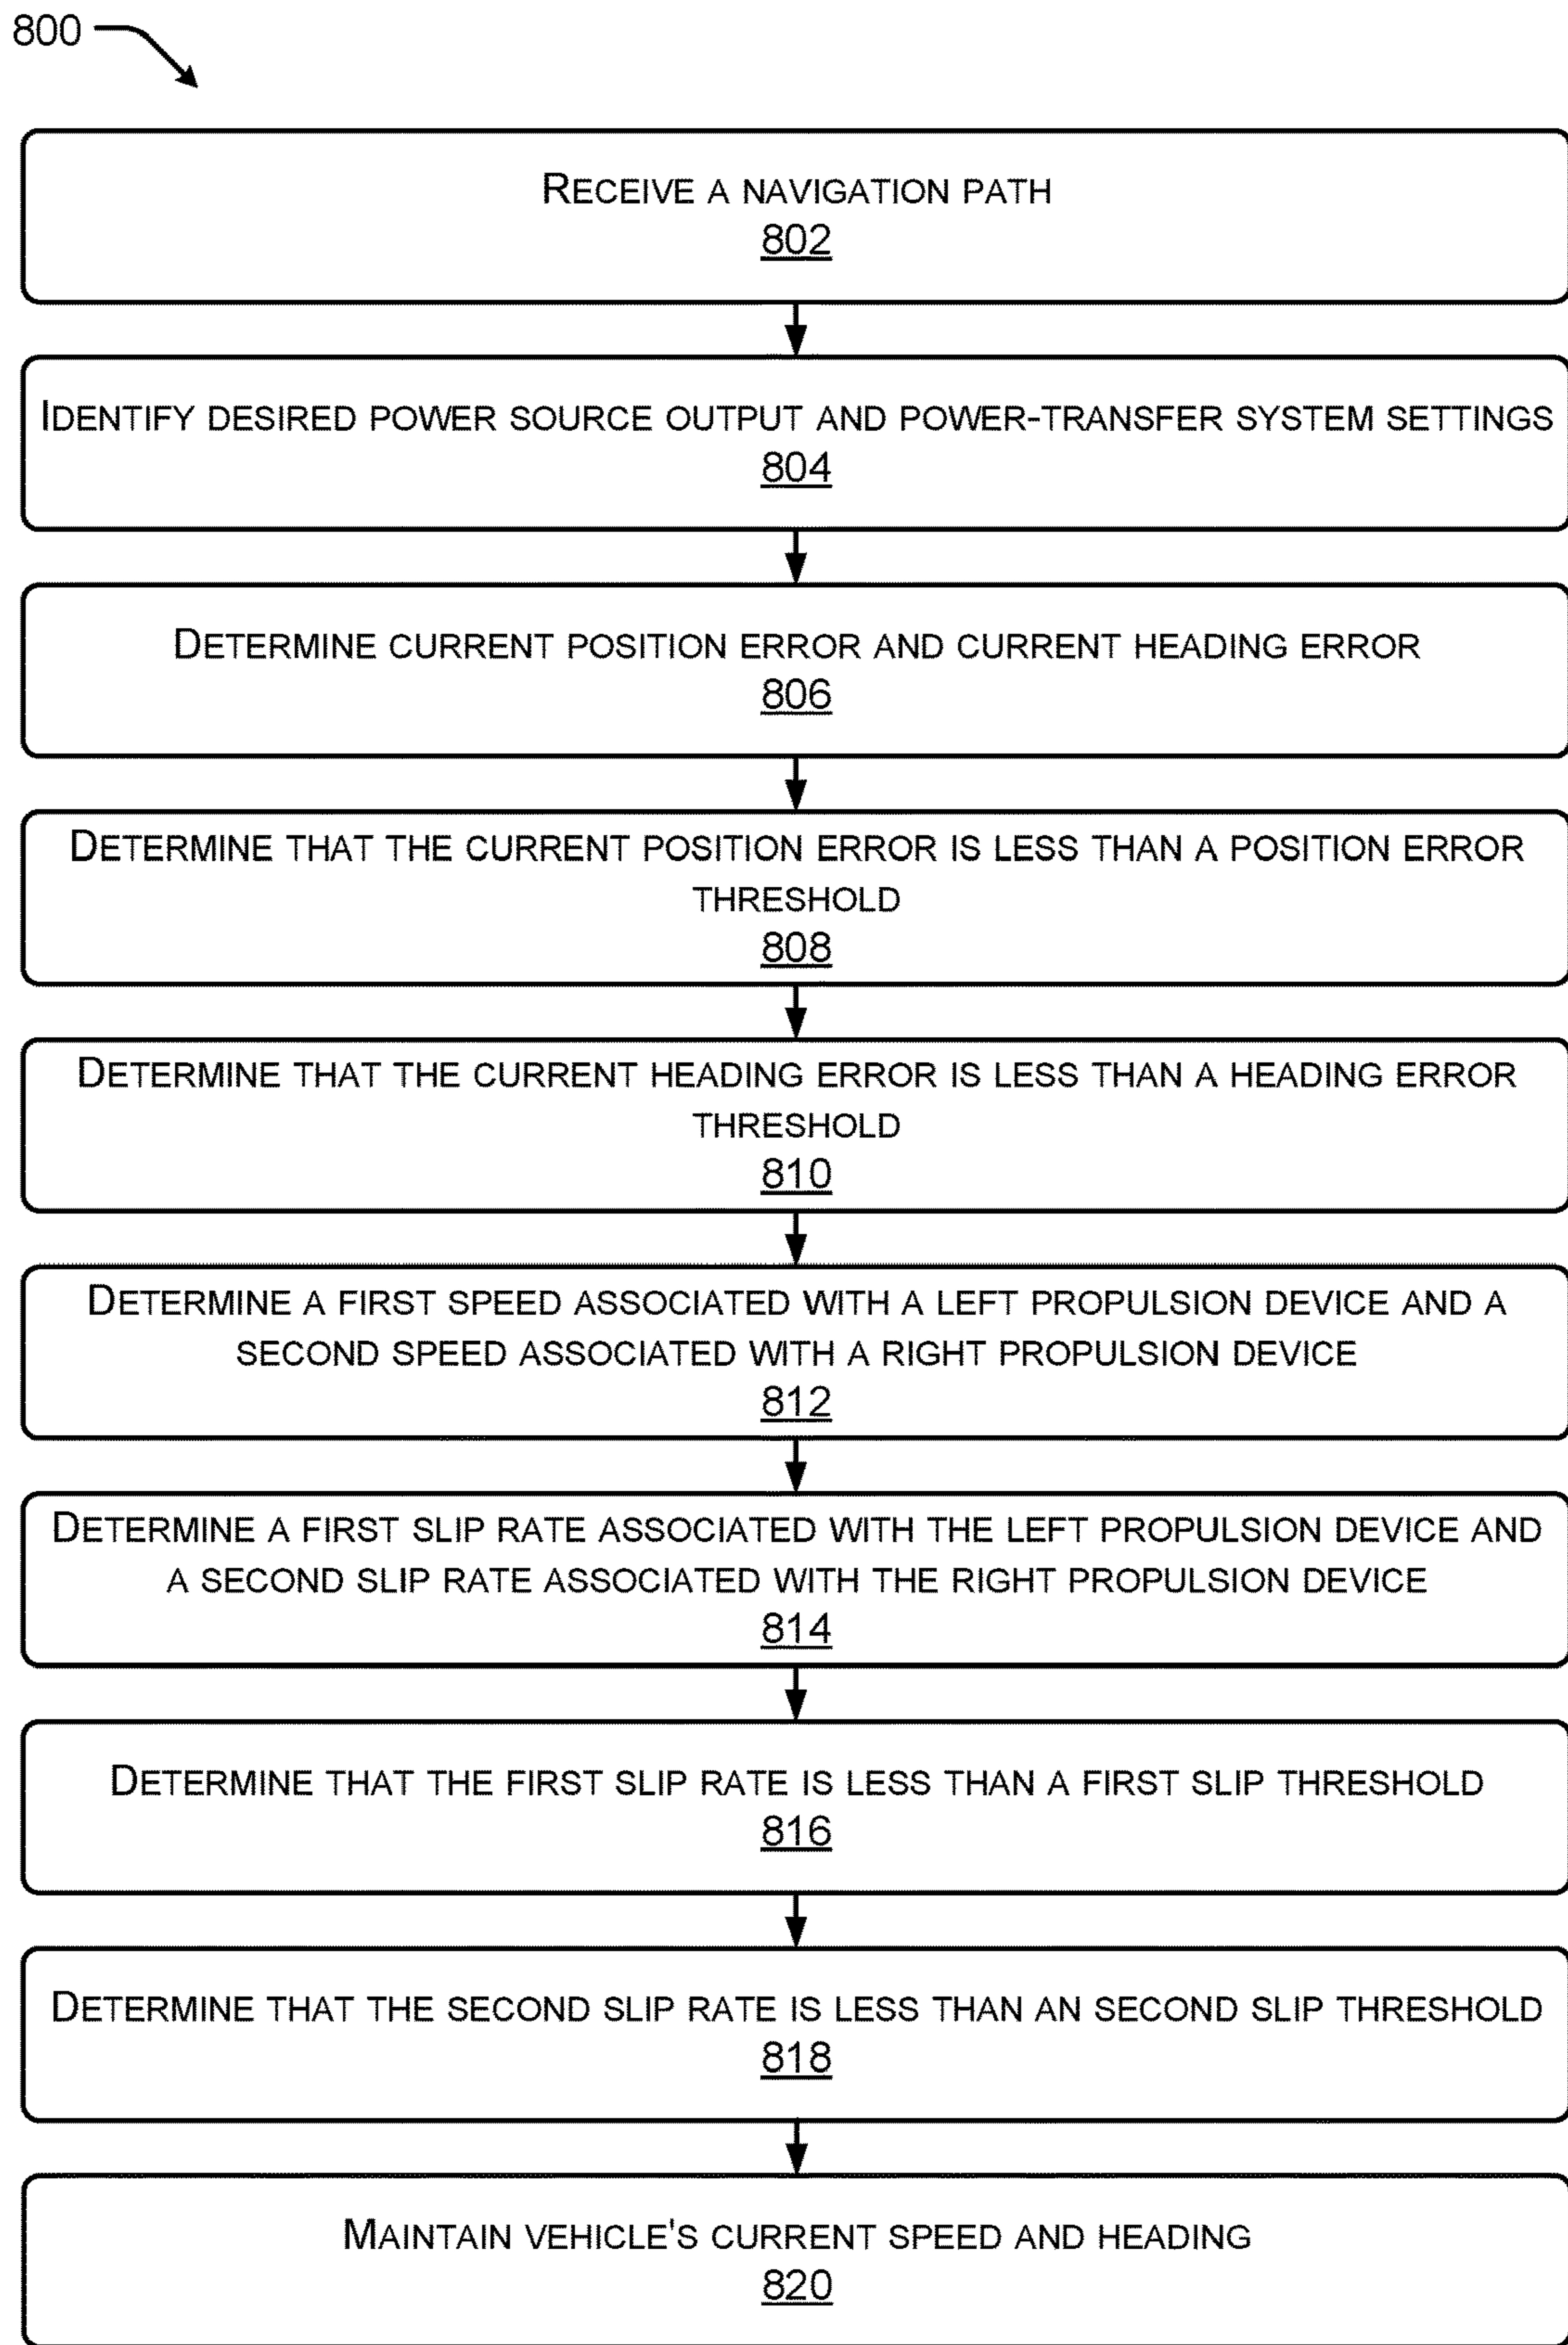 800
RECEIVE A NAVIGATION PATH
802
IDENTIFY DESIRED POWER SOURCE OUTPUT AND POWER-TRANSFER SYSTEM SETTINGS
804
DETERMINE CURRENT POSITION ERROR AND CURRENT HEADING ERROR
806
DETERMINE THAT THE CURRENT POSITION ERROR IS LESS THAN A POSITION ERROR
THRESHOLD
808
DETERMINE THAT THE CURRENT HEADING ERROR IS LESS THAN A HEADING ERROR
THRESHOLD
810
DETERMINE A FIRST SPEED ASSOCIATED WITH A LEFT PROPULSION DEVICE AND A
SECOND SPEED ASSOCIATED WITH A RIGHT PROPULSION DEVICE
812
DETERMINE A FIRST SLIP RATE ASSOCIATED WITH THE LEFT PROPULSION DEVICE AND
A SECOND SLIP RATE ASSOCIATED WITH THE RIGHT PROPULSION DEVICE
814
DETERMINE THAT THE FIRST SLIP RATE IS LESS THAN A FIRST SLIP THRESHOLD
816
DETERMINE THAT THE SECOND SLIP RATE IS LESS THAN AN SECOND SLIP THRESHOLD
818
MAINTAIN VEHICLE'S CURRENT SPEED AND HEADING
820